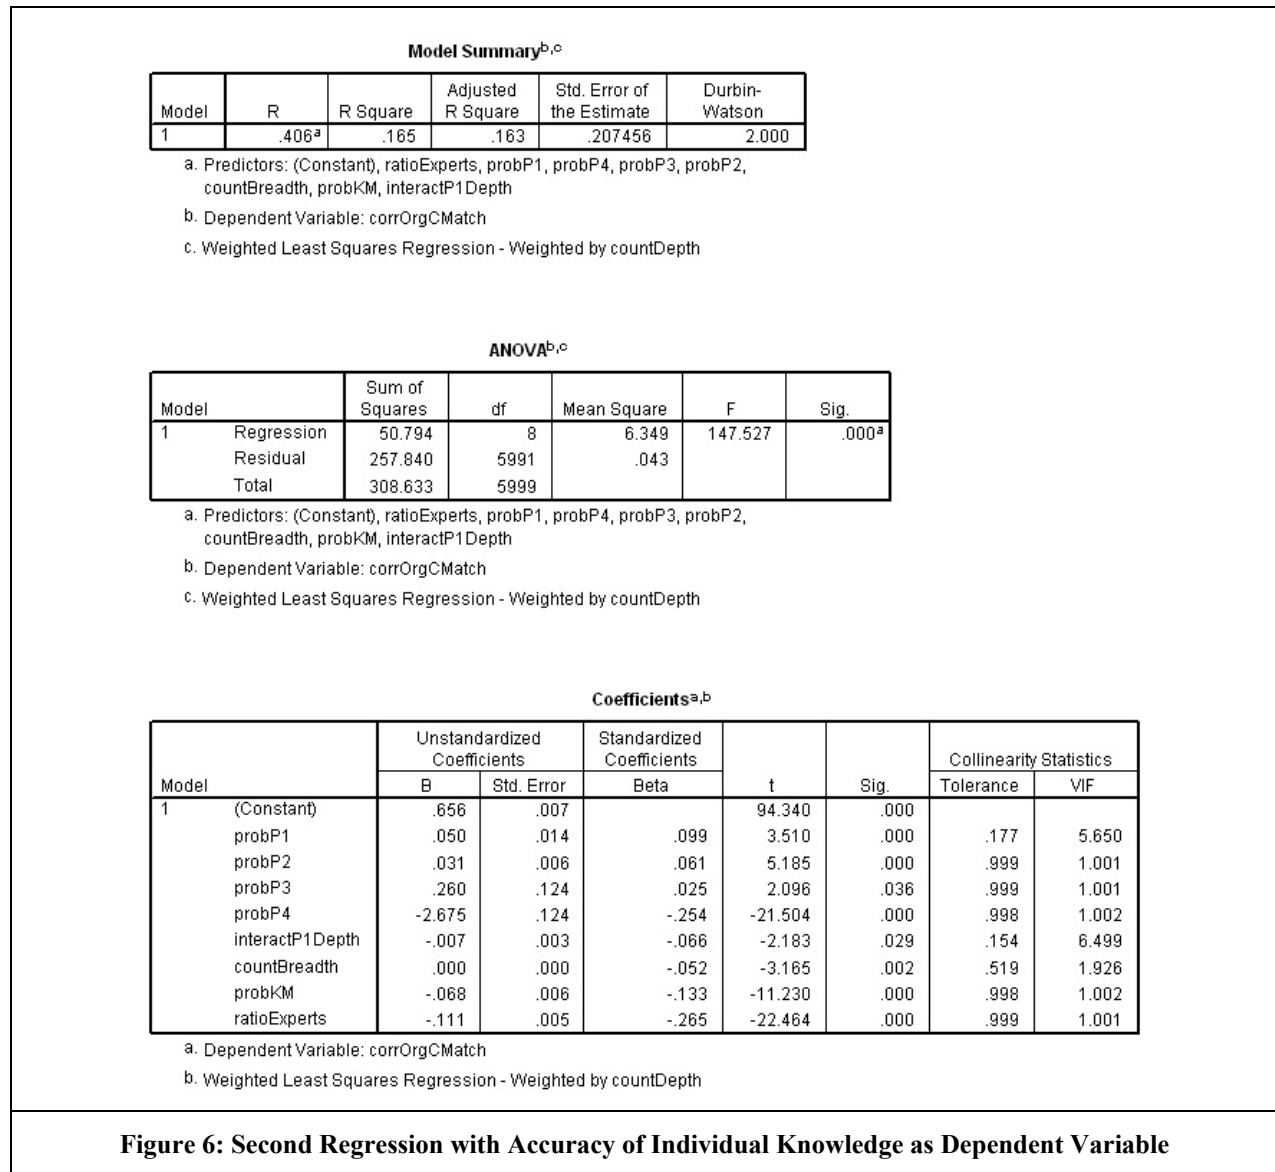 Model Summaryb,c
Model R R Square Adjusted R Square Std. Error of the Estimate Durbin-Watson
1 .406a .165 .163 .207456 2.000
a. Predictors: (Constant), ratioExperts, probP1, probP4, probP3, probP2,
countBreadth, probKM, interactP1Depth
b. Dependent Variable: corrOrgCMatch
c. Weighted Least Squares Regression - Weighted by countDepth
ANOVAb,c
Model Sum of Squares df Mean Square F Sig.
1 Regression 50.794 8 6.349 147.527 .000a
Residual 257.840 5991 .043
Total 308.633 5999
a. Predictors: (Constant), ratioExperts, probP1, probP4, probP3, probP2,
countBreadth, probKM, interactP1Depth
b. Dependent Variable: corrOrgCMatch
c. Weighted Least Squares Regression - Weighted by countDepth
Coefficientsa,b
Unstandardized Coefficients Standardized Coefficients Collinearity Statistics
Model B Std. Error Beta t Sig. Tolerance VIF
1 (Constant) .656 .007 94.340 .000
probP1 .050 .014 .099 3.510 .000 .177 5.650
probP2 .031 .006 .061 5.185 .000 .999 1.001
probP3 .260 .124 .025 2.096 .036 .999 1.001
probP4 -2.675 .124 -.254 -21.504 .000 .998 1.002
interactP1Depth -.007 .003 -.066 -2.183 .029 .154 6.499
countBreadth .000 .000 -.052 -3.165 .002 .519 1.926
probKM -.068 .006 -.133 -11.230 .000 .998 1.002
ratioExperts -.111 .005 -.265 -22.464 .000 .999 1.001
a. Dependent Variable: corrOrgCMatch
b. Weighted Least Squares Regression - Weighted by countDepth
Figure 6: Second Regression with Accuracy of Individual Knowledge as Dependent Variable